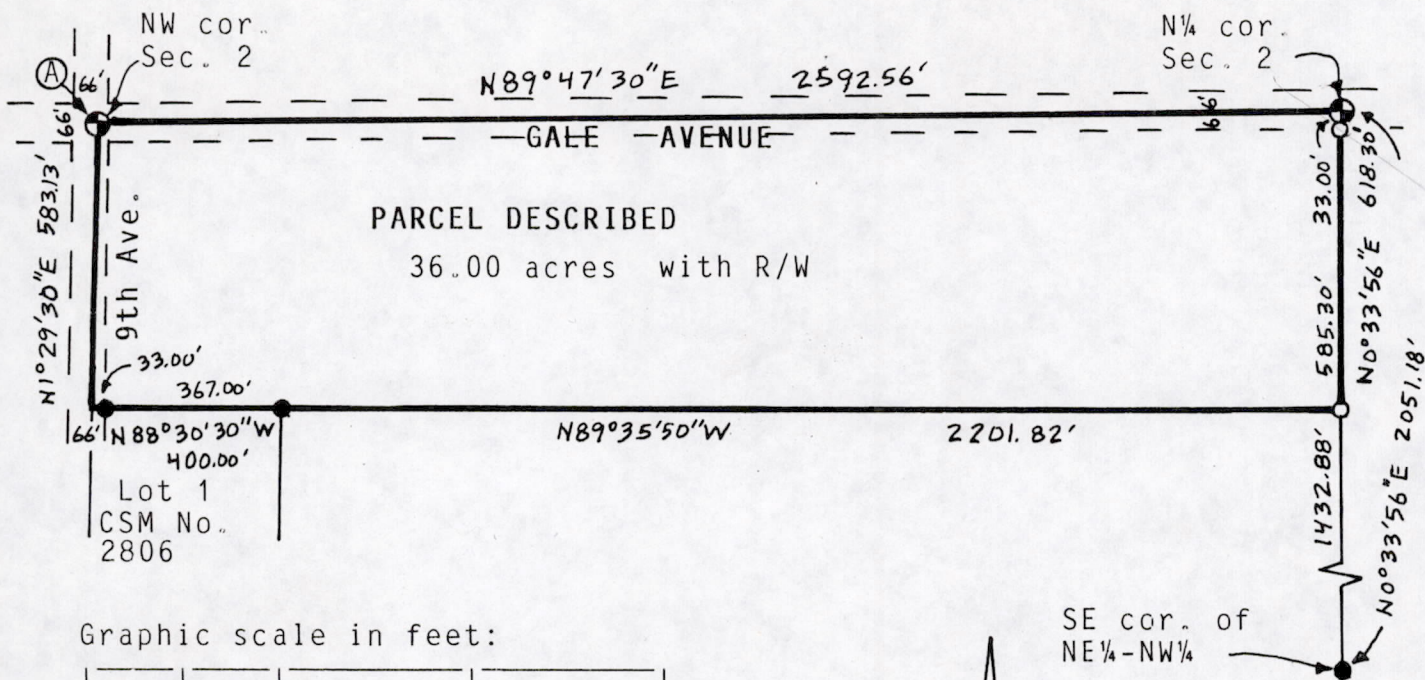 NW cor.
Sec. 2
N¼ cor.
Sec. 2
A
66'
N89°47'30"E 2592.56'
66'
66'
GALE AVENUE
33.00'
618.30'
N0°33'56"E
N1°29'30"E 583.13'
9th Ave.
PARCEL DESCRIBED
36.00 acres with R/W
585.30'
33.00'
367.00'
66' N88°30'30"W
400.00'
N89°35'50"W 2201.82'
Lot 1
CSM No.
2806
1432.88'
N0°33'56"E 2051.18'
Graphic scale in feet:
SE cor. of
NE¼-NW¼